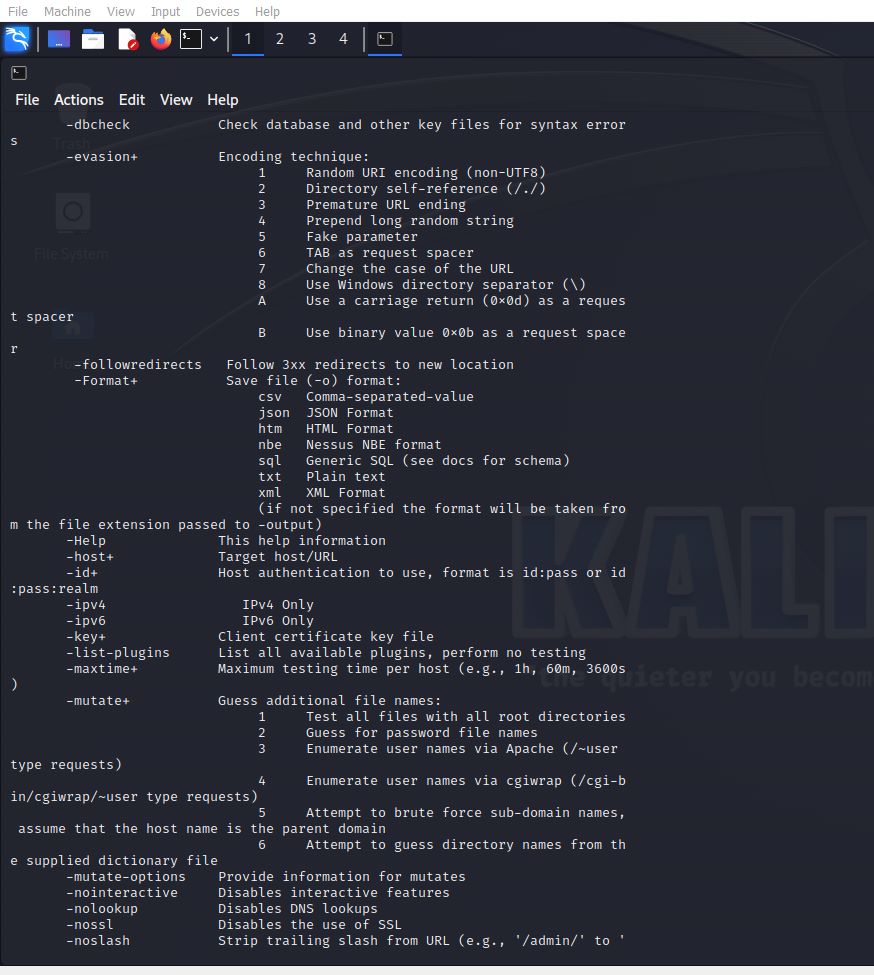 File Machine View Input Devices Help
1 2 3 4
File Actions Edit View Help
-dbcheck Check database and other key files for syntax error
s
Trash
-evasion+ Encoding technique:
1 Random URI encoding (non-UTF8)
2 Directory self-reference (/./)
3 Premature URL ending
4 Prepend long random string
5 Fake parameter
6 TAB as request spacer
File System
7 Change the case of the URL
8 Use Windows directory separator (\)
A Use a carriage return (0×0d) as a reques
t spacer
B Use binary value 0×0b as a request space
r
Home
-followredirects Follow 3xx redirects to new location
-Format+ Save file (-o) format:
csv Comma-separated-value
json JSON Format
htm HTML Format
nbe Nessus NBE format
sql Generic SQL (see docs for schema)
txt Plain text
xml XML Format
(if not specified the format will be taken fro
m the file extension passed to -output)
-Help This help information
-host+ Target host/URL
-id+ Host authentication to use, format is id:pass or id
:pass:realm
KALI
-ipv4 IPv4 Only
-ipv6 IPv6 Only
-key+ Client certificate key file
-list-plugins List all available plugins, perform no testing
-maxtime+ Maximum testing time per host (e.g., 1h, 60m, 3600s
)
"the quieter you becom
-mutate+ Guess additional file names:
1 Test all files with all root directories
2 Guess for password file names
3 Enumerate user names via Apache (/~user
type requests)
4 Enumerate user names via cgiwrap (/cgi-b
in/cgiwrap/~user type requests)
5 Attempt to brute force sub-domain names,
assume that the host name is the parent domain
6 Attempt to guess directory names from th
e supplied dictionary file
-mutate-options Provide information for mutates
-nointeractive Disables interactive features
-nolookup Disables DNS lookups
-nossl Disables the use of SSL
-noslash Strip trailing slash from URL (e.g., '/admin/' to '